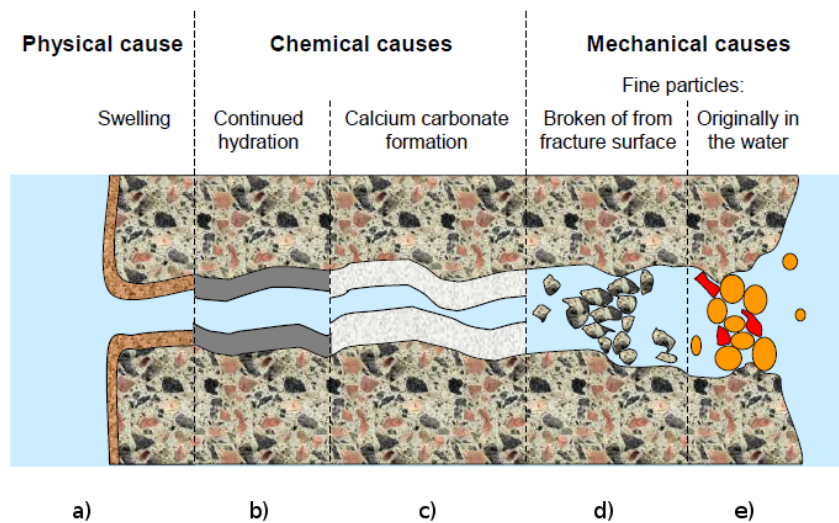 Physical cause
Chemical causes
Mechanical causes
Fine particles:
Swelling
Continued
hydration
Calcium carbonate
formation
Broken of from
fracture surface
Originally in
the water
a)
b)
c)
d)
e)